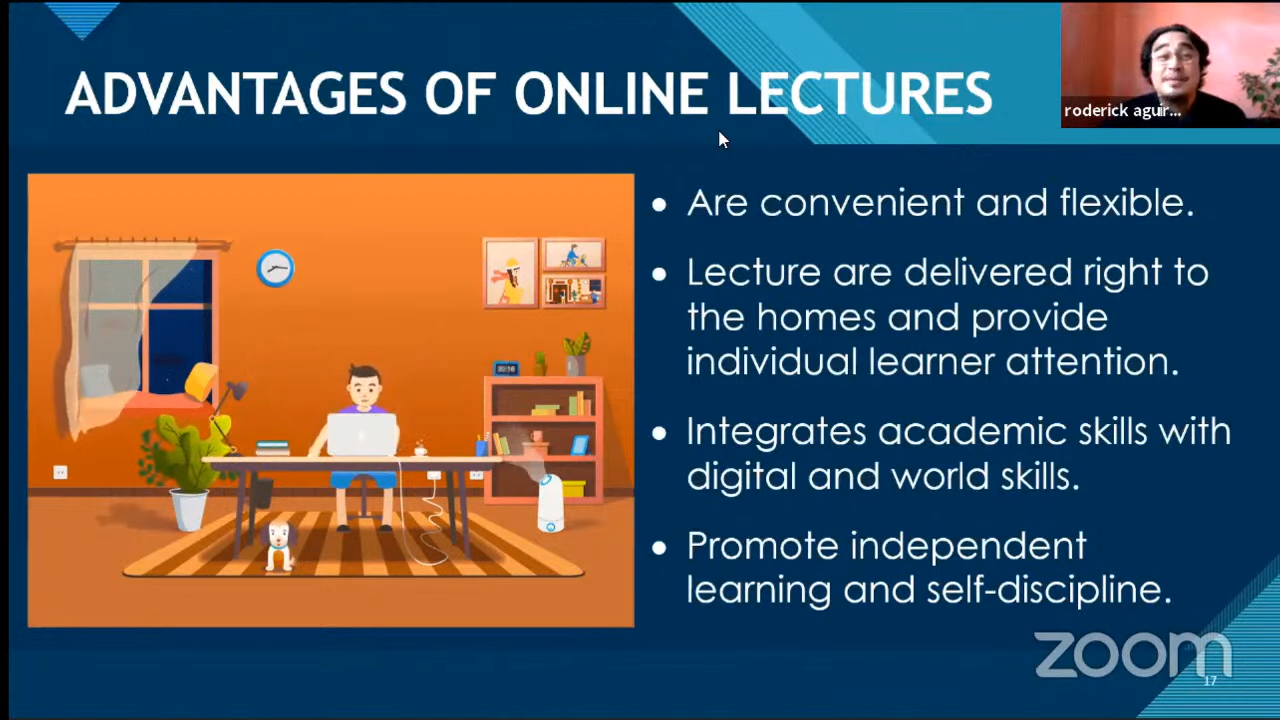 ADVANTAGES OF ONLINE LECTURES
roderick aguir...
• Are convenient and flexible.
• Lecture are delivered right to
the homes and provide
individual learner attention.
• Integrates academic skills with
digital and world skills.
• Promote independent
learning and self-discipline.
zoom
17